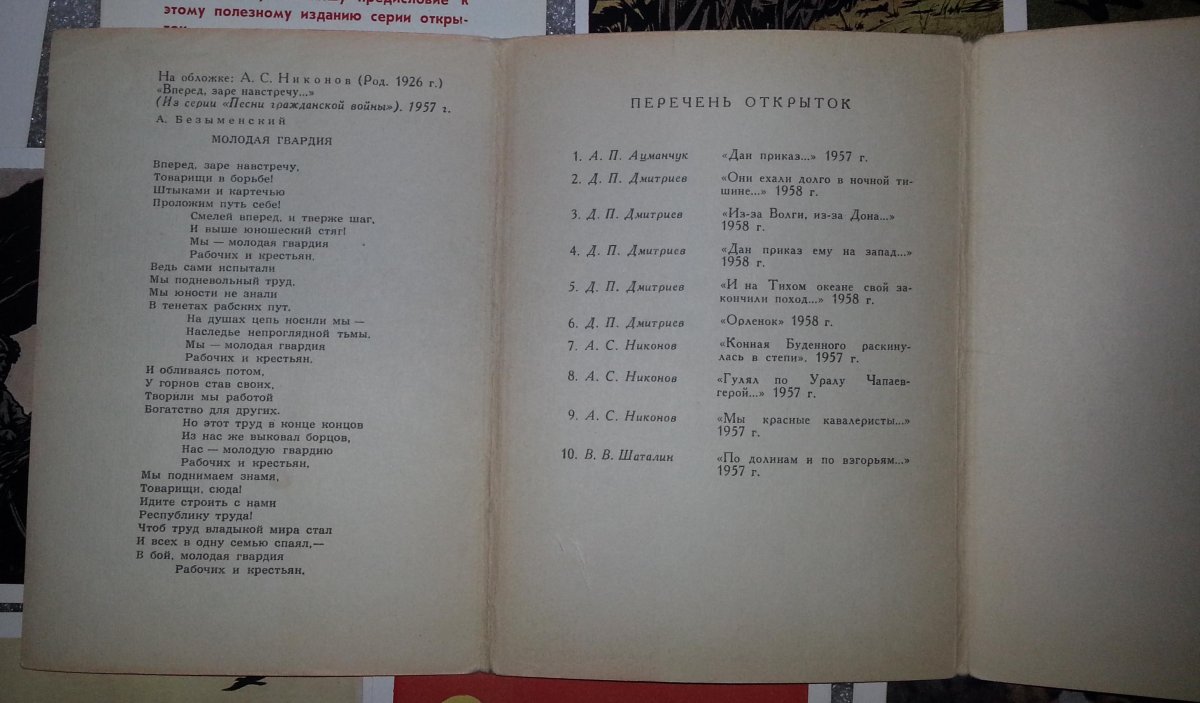 предисловие к
этому полезному изданию серии откры-
На обложке: А. С. Никонов (Род. 1926 г.)
«Вперед, заре навстречу...»
(Из серии «Песни гражданской войны»). 1957 г.
А. Безыменский
МОЛОДАЯ ГВАРДИЯ
Вперед, заре навстречу,
Товарищи в борьбе!
Штыками и картечью
Проложим путь себе!
Смелей вперед, и тверже шаг,
И выше юношеский стяг!
Мы — молодая гвардия
Рабочих и крестьян.
Ведь сами испытали
Мы подневольный труд,
Мы юности не знали
В тенетах рабских пут.
На душах цепь носили мы —
Наследье непроглядной тьмы,
Мы — молодая гвардия
Рабочих и крестьян.
И обливаясь потом,
У горнов став своих,
Творили мы работой
Богатство для других.
Но этот труд в конце концов
Из нас же выковал борцов,
Нас — молодую гвардию
Рабочих и крестьян,
Мы поднимаем знамя,
Товарищи, сюда!
Идите строить с нами
Республику труда!
Чтоб труд владыкой мира стал
И всех в одну семью спаял,—
В бой, молодая гвардия
Рабочих и крестьян.
ПЕРЕЧЕНЬ ОТКРЫТОК
1. А. П. Ауманчук «Дан приказ...» 1957 г.
2. Д. П. Дмитриев «Они ехали долго в ночной ти-
шине...» 1958 г.
3. Д. П. Дмитриев «Из-за Волги, из-за Дона...»
1958 г.
4. Д. П. Дмитриев «Дан приказ ему на запад...»
1958 г.
5. Д. П. Дмитриев «И на Тихом океане свой за-
кончили поход...» 1958 г.
6. Д. П. Дмитриев «Орленок» 1958 г.
7. А. С. Никонов «Конная Буденного раскину-
лась в степи». 1957 г.
8. А. С. Никонов «Гулял по Уралу Чапаев-
герой...» 1957 г.
9. А. С. Никонов «Мы красные кавалеристы...»
1957 г.
10. В. В. Шаталин «По долинам и по взгорьям...»
1957 г.